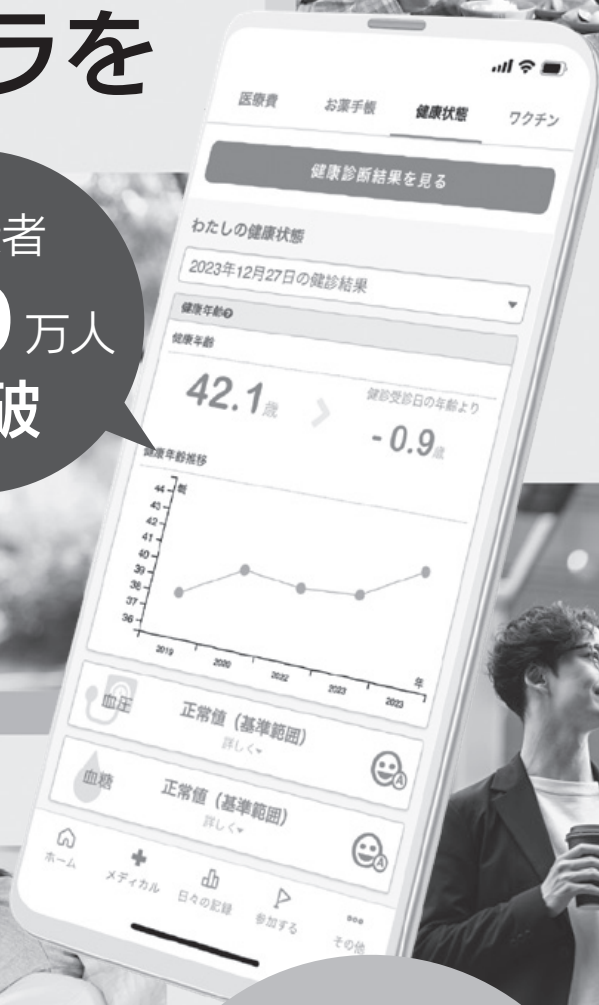 ラを
者
万人
破
医療費 お薬手帳 健康状態 ワクチン
健康診断結果を見る
わたしの健康状態
2023年12月27日の健診結果
健康年齢?
健康年齢
42.1歳
健診受診日の年齢より
-0.9歳
健康年齢推移
歳
44
43
42
41
40
39
38
37
36
2019 2020 2022 2023 2023
年
血圧 正常値（基準範囲） A
詳しく
血糖 正常値（基準範囲） A
詳しく
ホーム メディカル 日々の記録 参加する その他